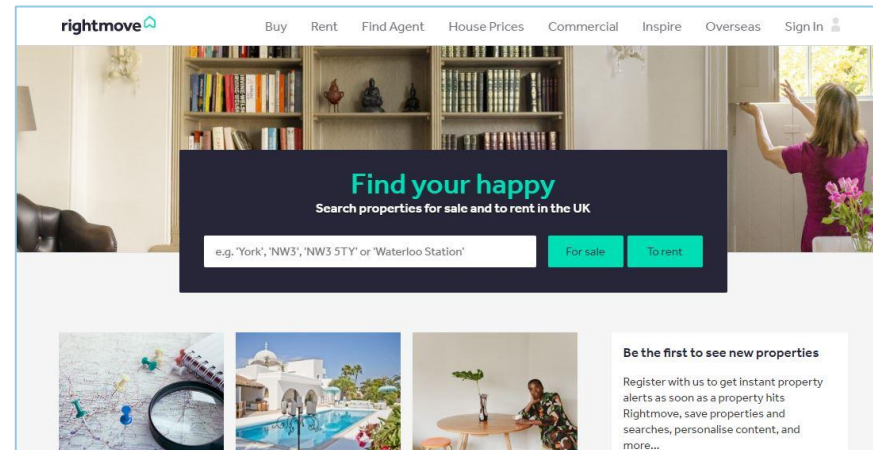 rightmove
Buy Rent Find Agent House Prices Commercial Inspire Overseas Sign In
Find your happy
Search properties for sale and to rent in the UK
e.g. 'York', 'NW3', 'NW3 5TY' or 'Waterloo Station'
For sale
To rent
Be the first to see new properties
Register with us to get instant property
alerts as soon as a property hits
Rightmove, save properties and
searches, personalise content, and
more...